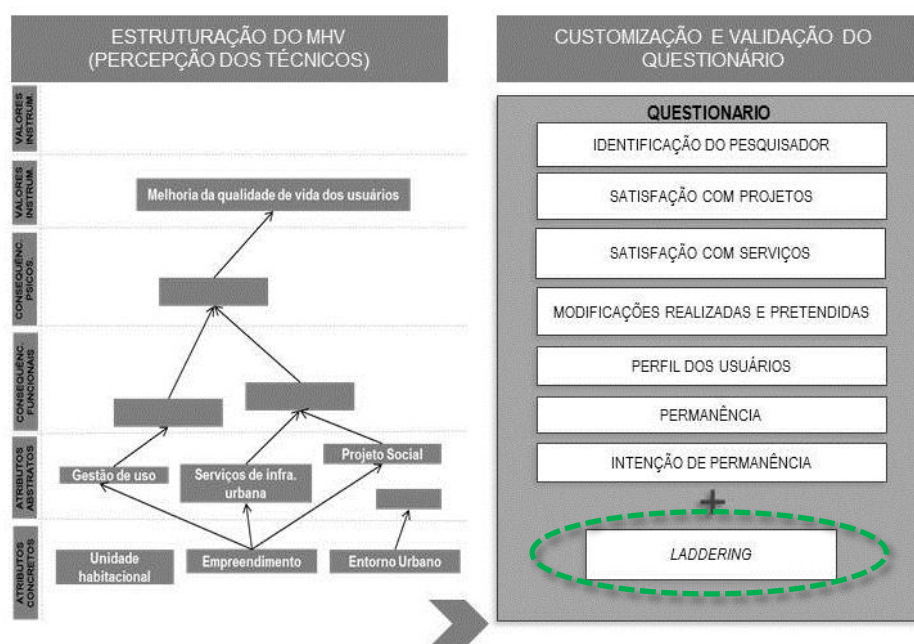 ESTRUTURAÇÃO DO MHV
(PERCEPÇÃO DOS TÉCNICOS)
VALORES
INSTRUM.
VALORES
INSTRUM.
Melhoria da qualidade de vida dos usuários
CONSEQUÊNC.
PSICOS.
CONSEQUÊNC.
FUNCIONAIS
ATRIBUTOS
ABSTRATOS
Gestão de uso
Serviços de infra.
urbana
Projeto Social
ATRIBUTOS
CONCRETOS
Unidade
habitacional
Empreendimento
Entorno Urbano
CUSTOMIZAÇÃO E VALIDAÇÃO DO
QUESTIONÁRIO
QUESTIONARIO
IDENTIFICAÇÃO DO PESQUISADOR
SATISFAÇÃO COM PROJETOS
SATISFAÇÃO COM SERVIÇOS
MODIFICAÇÕES REALIZADAS E PRETENDIDAS
PERFIL DOS USUÁRIOS
PERMANÊNCIA
INTENÇÃO DE PERMANÊNCIA
+
LADDERING